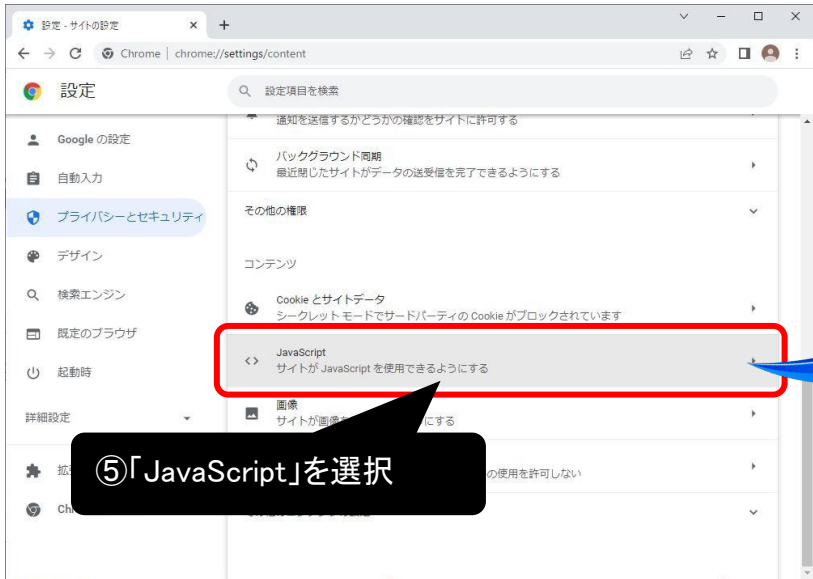 設定 - サイトの設定
Chrome | chrome://settings/content
設定
設定項目を検索
Google の設定
自動入力
プライバシーとセキュリティ
デザイン
検索エンジン
既定のブラウザ
起動時
詳細設定
通知を送信するかどうかの確認をサイトに許可する
バックグラウンド同期
最近閉じたサイトがデータの送受信を完了できるようにする
その他の権限
コンテンツ
Cookie とサイトデータ
シークレット モードでサードパーティの Cookie がブロックされています
JavaScript
サイトが JavaScript を使用できるようにする
画像
サイトが画像を
にする
⑤「JavaScript」を選択
の使用を許可しない